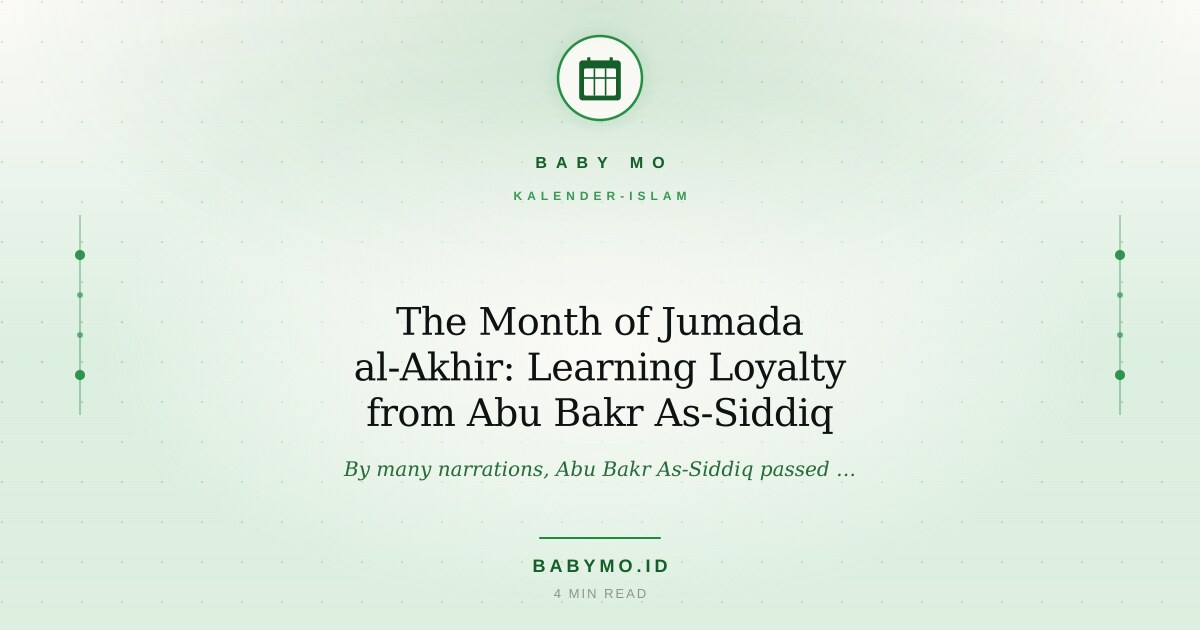 BABY MO
KALENDER-ISLAM
The Month of Jumada
al-Akhir: Learning Loyalty
from Abu Bakr As-Siddiq
By many narrations, Abu Bakr As-Siddiq passed ...
BABYMO.ID
4 MIN READ